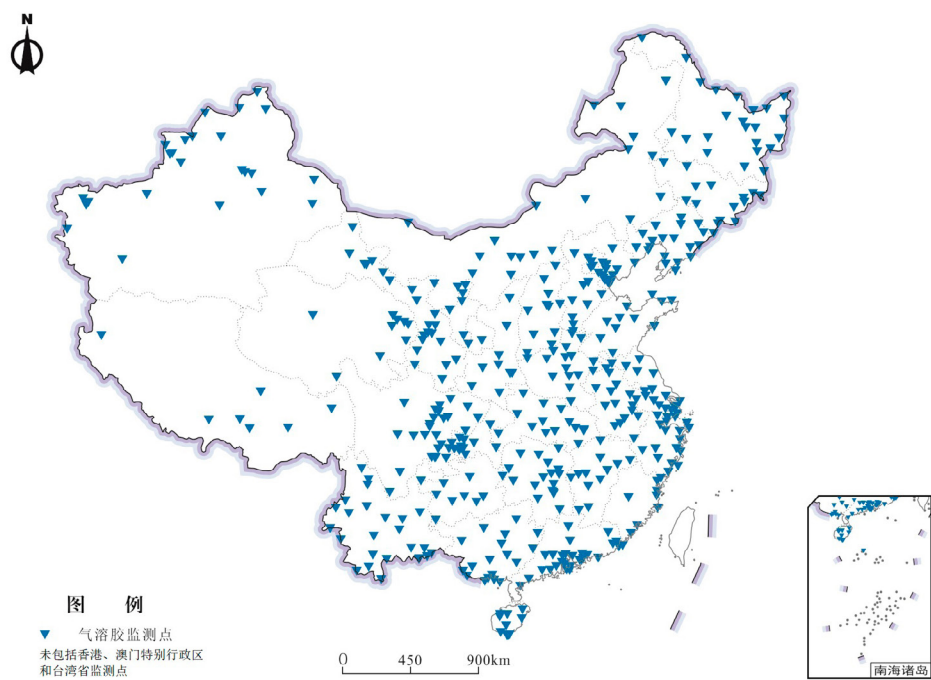 N
图 例
气溶胶监测点
未包括香港、澳门特别行政区
和台湾省监测点
0 450 900km
南海诸岛